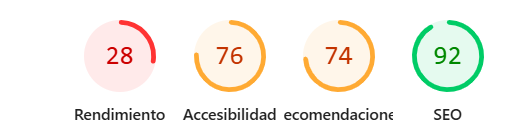 28 76 74 92
Rendimiento Accesibilidad ecomendacione SEO